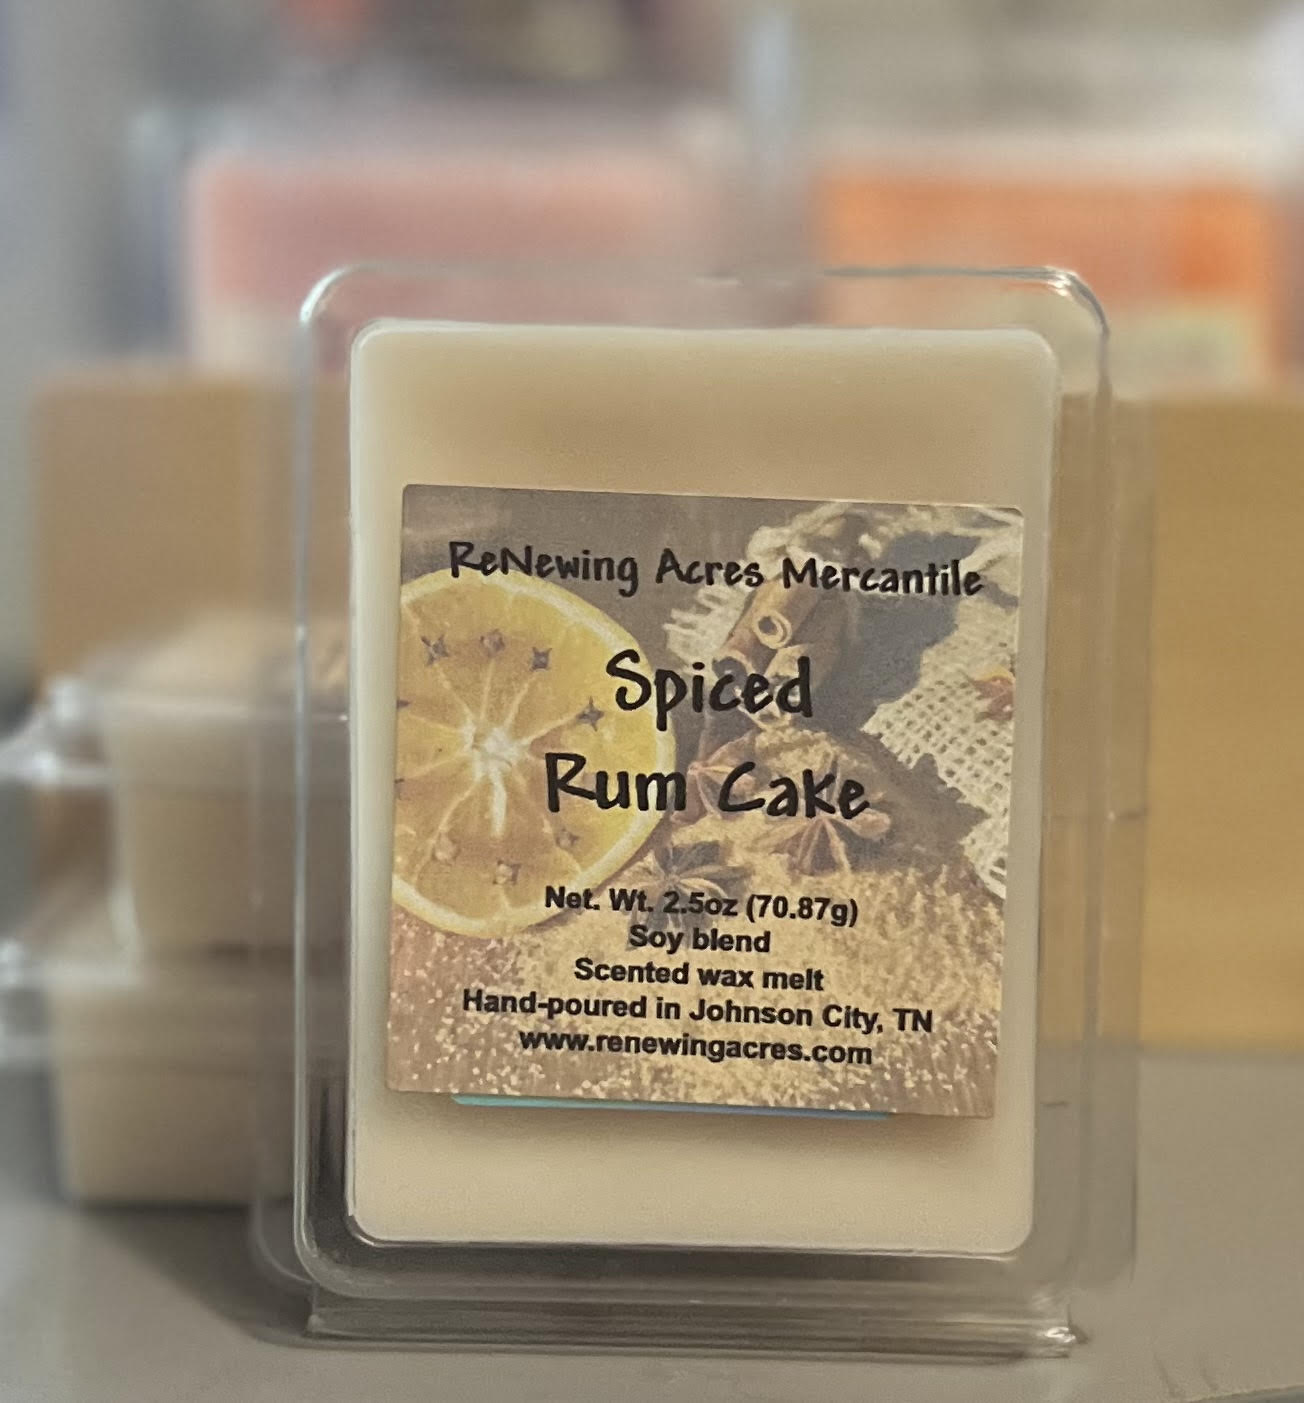 ReNewing Acres Mercantile
Spiced
Rum Cake
Net. Wt. 2.5oz (70.87g)
Soy blend
Scented wax melt
Hand-poured in Johnson City, TN
www.renewingacres.com